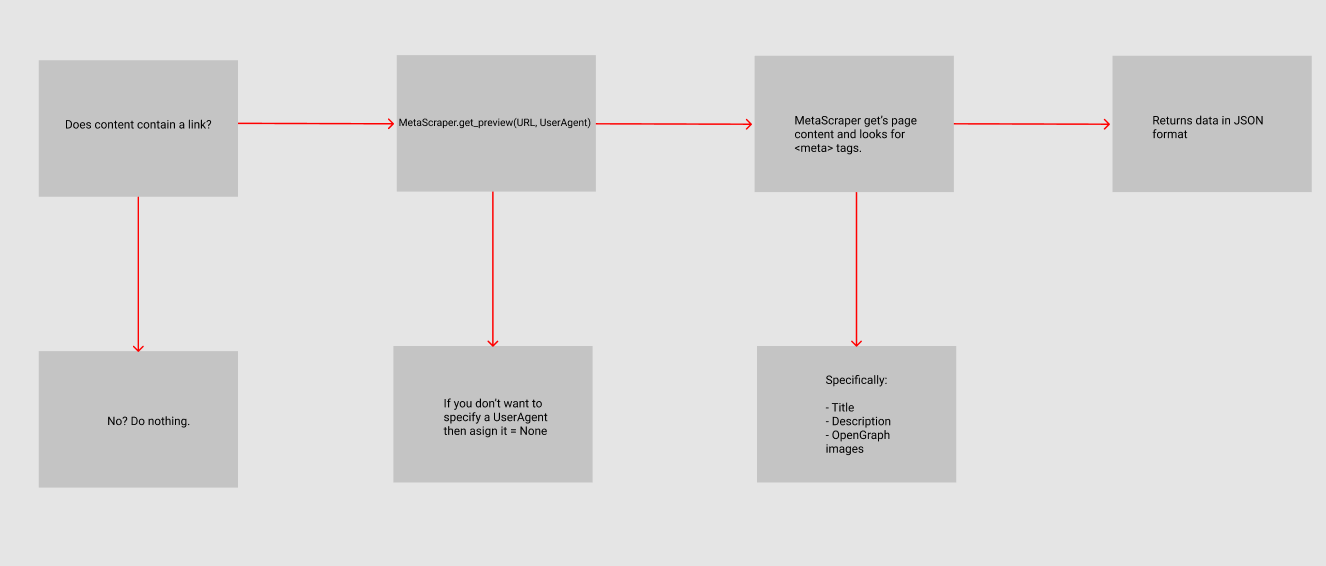 Does content contain a link?
MetaScraper.get_preview(URL, UserAgent)
MetaScraper get's page
content and looks for
<meta> tags.
Returns data in JSON
format
No? Do nothing.
If you don't want to
specify a UserAgent
then asign it = None
Specifically:
- Title
- Description
- OpenGraph
images